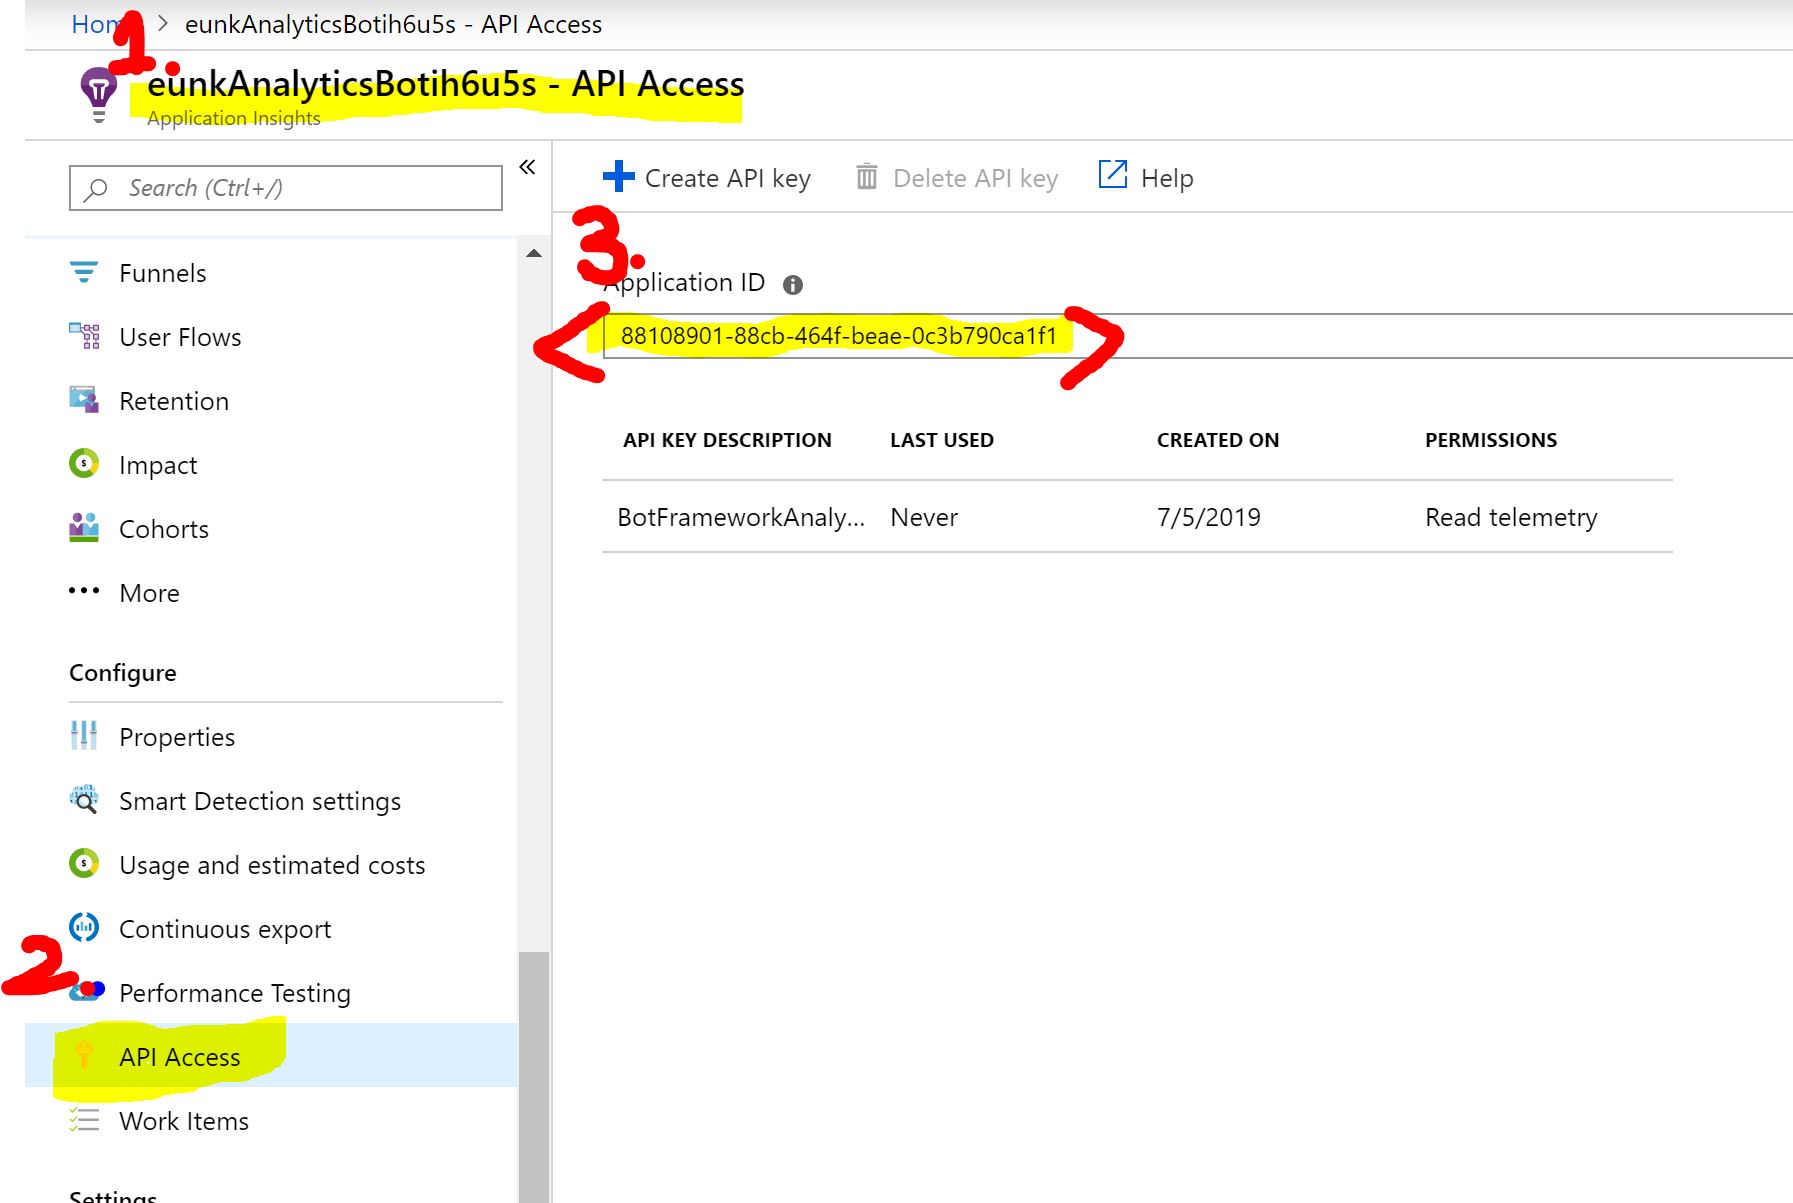 Home > eunkAnalyticsBotih6u5s - API Access
1.
eunkAnalyticsBotih6u5s - API Access
Application Insights
Search (Ctrl+/)
«
Funnels
User Flows
Retention
Impact
Cohorts
More
Configure
Properties
Smart Detection settings
Usage and estimated costs
Continuous export
2.
Performance Testing
API Access
Work Items
Settings
Create API key Delete API key Help
3.
Application ID
< 88108901-88cb-464f-beae-0c3b790ca1f1 >
API KEY DESCRIPTION LAST USED CREATED ON PERMISSIONS
BotFrameworkAnaly... Never 7/5/2019 Read telemetry